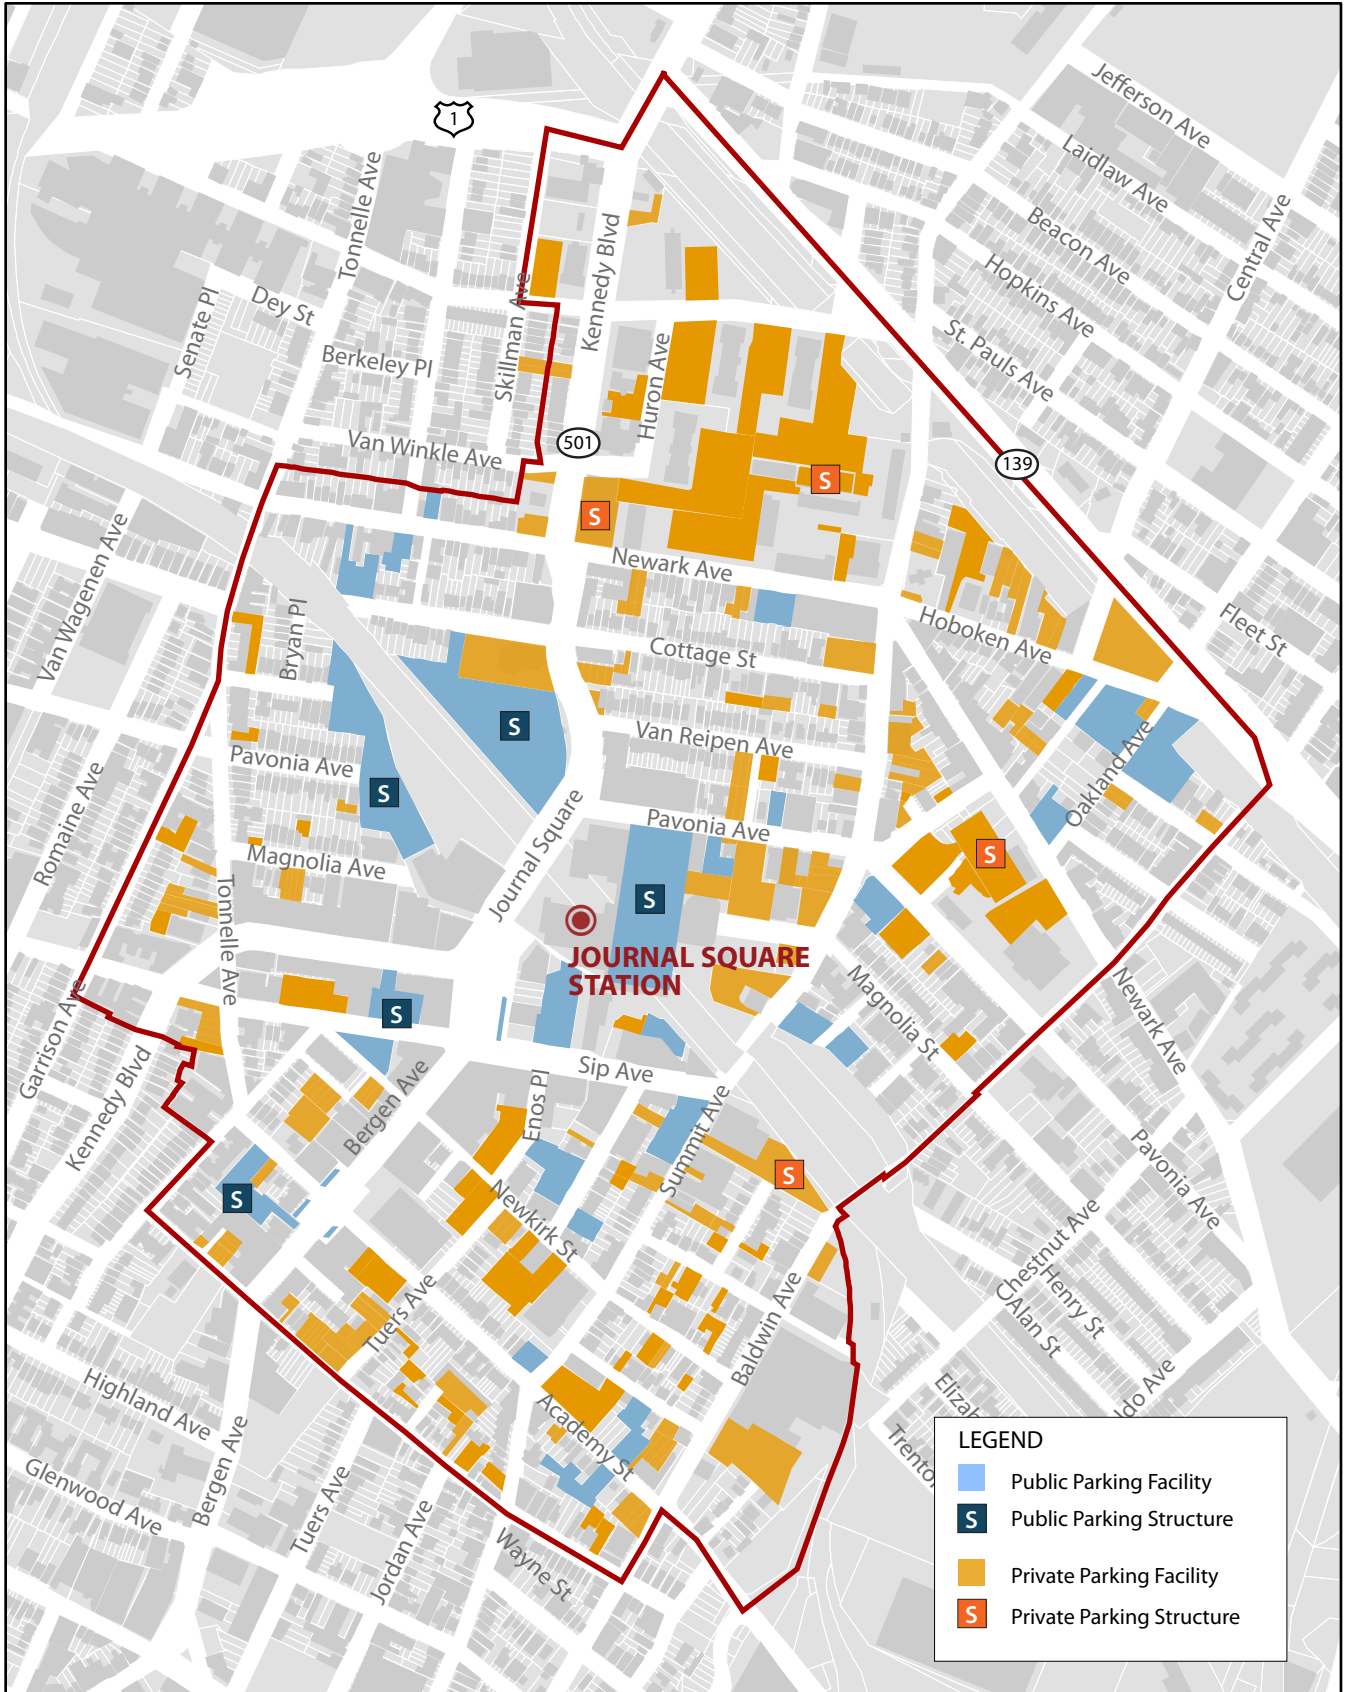 1
Jefferson Ave
Laidlaw Ave
Beacon Ave
Hopkins Ave
St. Pauls Ave
Central Ave
Tonnelle Ave
Senate Pl
Dey St
Berkeley Pl
Skillman Ave
Kennedy Blvd
Huron Ave
Van Winkle Ave
501
139
S
S
Van Wagenen Ave
Newark Ave
Bryan Pl
Cottage St
Hoboken Ave
Fleet St
S
Van Reipen Ave
Pavonia Ave
S
Romaine Ave
Journal Square
Pavonia Ave
Oakland Ave
S
Magnolia Ave
S
Tonnelle Ave
JOURNAL SQUARE
STATION
Magnolia St
Newark Ave
S
Garrison Ave
Kennedy Blvd
Bergen Ave
Sip Ave
Enos Pl
Summit Ave
Pavonia Ave
S
S
Newkirk St
Chestnut Ave
Henry St
Alan St
Baldwin Ave
Tuers Ave
Highland Ave
Bergen Ave
Academy St
Glenwood Ave
Tuers Ave
Jordan Ave
Wayne St
LEGEND
Public Parking Facility
S Public Parking Structure
Private Parking Facility
S Private Parking Structure